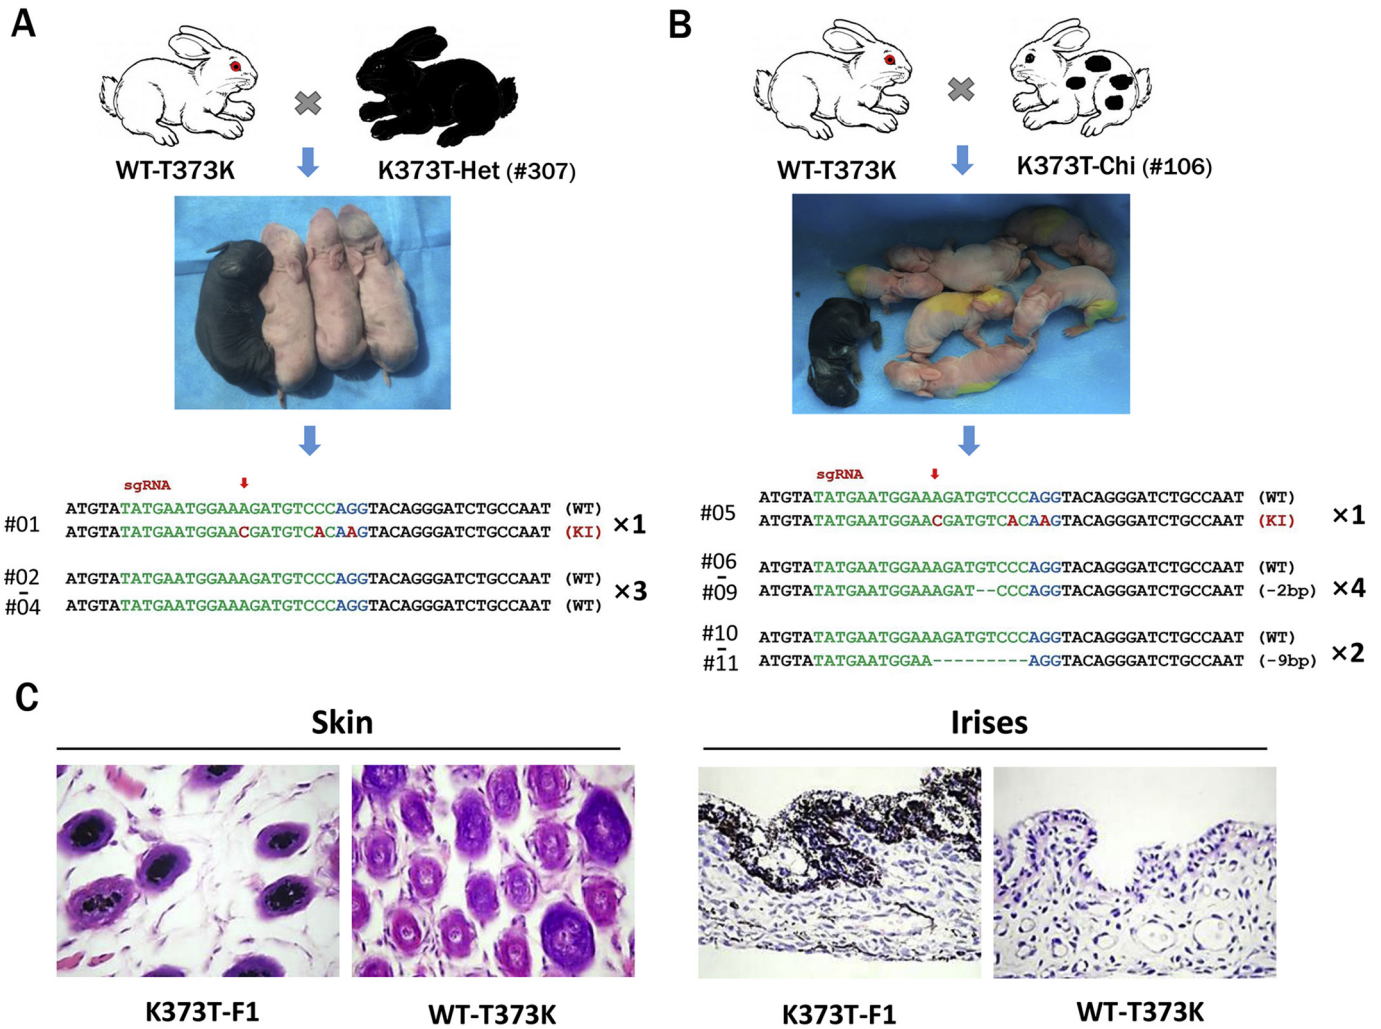 A
WT-T373K
K373T-Het (#307)
sgRNA
#01
ATGTATATGAATGGAAAGATGTCCCAGGTACAGGGATCTGCCAAT (WT)
ATGTATATGAATGGAACGATGTCACAAGTACAGGGATCTGCCAAT (KI)
×1
#02
-
#04
ATGTATATGAATGGAAAGATGTCCCAGGTACAGGGATCTGCCAAT (WT)
ATGTATATGAATGGAAAGATGTCCCAGGTACAGGGATCTGCCAAT (WT)
×3
B
WT-T373K
K373T-Chi (#106)
sgRNA
#05
ATGTATATGAATGGAAAGATGTCCCAGGTACAGGGATCTGCCAAT (WT)
ATGTATATGAATGGAACGATGTCACAAGTACAGGGATCTGCCAAT (KI)
×1
#06
-
#09
ATGTATATGAATGGAAAGATGTCCCAGGTACAGGGATCTGCCAAT (WT)
ATGTATATGAATGGAAAGAT--CCCAGGTACAGGGATCTGCCAAT (-2bp)
×4
#10
-
#11
ATGTATATGAATGGAAAGATGTCCCAGGTACAGGGATCTGCCAAT (WT)
ATGTATATGAATGGAA---------AGGTACAGGGATCTGCCAAT (-9bp)
×2
C
Skin
Irises
K373T-F1
WT-T373K
K373T-F1
WT-T373K